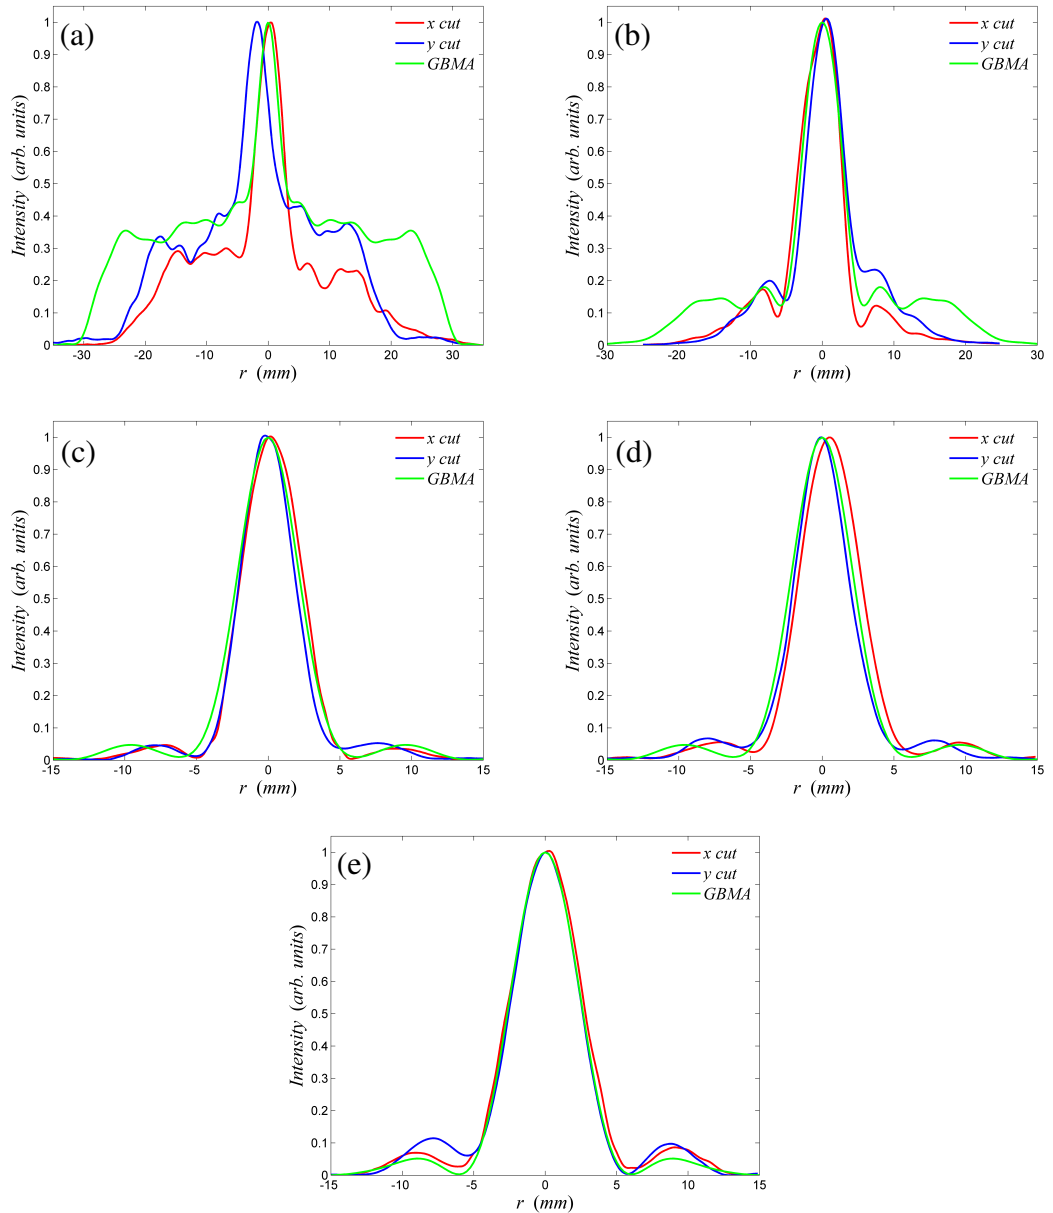 (a)
x cut
y cut
GBMA
Intensity (arb. units)
1
0.9
0.8
0.7
0.6
0.5
0.4
0.3
0.2
0.1
0
-30 -20 -10 0 10 20 30
r (mm)
(b)
x cut
y cut
GBMA
Intensity (arb. units)
1
0.9
0.8
0.7
0.6
0.5
0.4
0.3
0.2
0.1
0
-30 -20 -10 0 10 20 30
r (mm)
(c)
x cut
y cut
GBMA
Intensity (arb. units)
1
0.9
0.8
0.7
0.6
0.5
0.4
0.3
0.2
0.1
0
-15 -10 -5 0 5 10 15
r (mm)
(d)
x cut
y cut
GBMA
Intensity (arb. units)
1
0.9
0.8
0.7
0.6
0.5
0.4
0.3
0.2
0.1
0
-15 -10 -5 0 5 10 15
r (mm)
(e)
x cut
y cut
GBMA
Intensity (arb. units)
1
0.9
0.8
0.7
0.6
0.5
0.4
0.3
0.2
0.1
0
-15 -10 -5 0 5 10 15
r (mm)